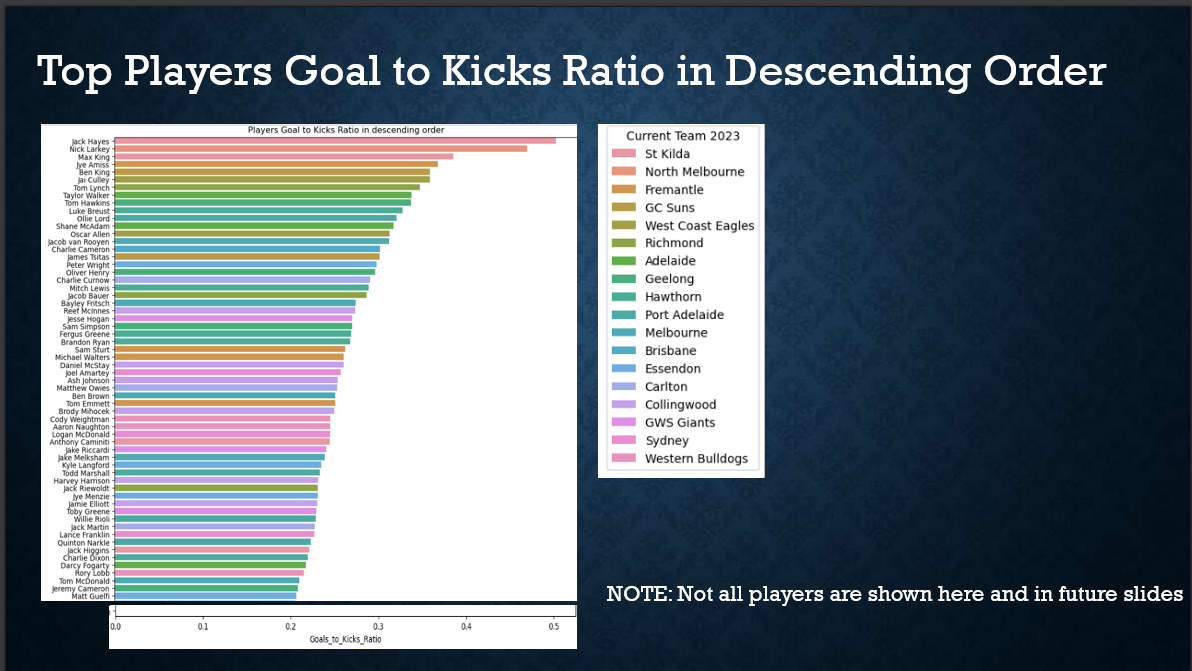 Top Players Goal to Kicks Ratio in Descending Order
Players Goal to Kicks Ratio in descending order
Jack Hayes
Nick Larkey
Max King
Jye Amiss
Ben King
Jai Culley
Tom Lynch
Taylor Walker
Tom Hawkins
Luke Breust
Ollie Lord
Shane McAdam
Oscar Allen
Jacob van Rooyen
Charlie Cameron
James Tsitas
Peter Wright
Oliver Henry
Charlie Curnow
Mitch Lewis
Jacob Bauer
Bayley Fritsch
Reef McInnes
Jesse Hogan
Sam Simpson
Fergus Greene
Brandon Ryan
Sam Sturt
Michael Walters
Daniel McStay
Joel Amartey
Ash Johnson
Matthew Owies
Ben Brown
Tom Emmett
Brody Mihocek
Cody Weightman
Aaron Naughton
Logan McDonald
Anthony Caminiti
Jake Riccardi
Jake Melksham
Kyle Langford
Todd Marshall
Harvey Harrison
Jack Riewoldt
Jye Menzie
Jamie Elliott
Toby Greene
Willie Rioli
Jack Martin
Lance Franklin
Quinton Narkle
Jack Higgins
Charlie Dixon
Darcy Fogarty
Rory Lobb
Tom McDonald
Jeremy Cameron
Matt Guelfi
0.0 0.1 0.2 0.3 0.4 0.5
Goals_to_Kicks_Ratio
Current Team 2023
St Kilda
North Melbourne
Fremantle
GC Suns
West Coast Eagles
Richmond
Adelaide
Geelong
Hawthorn
Port Adelaide
Melbourne
Brisbane
Essendon
Carlton
Collingwood
GWS Giants
Sydney
Western Bulldogs
NOTE: Not all players are shown here and in future slides